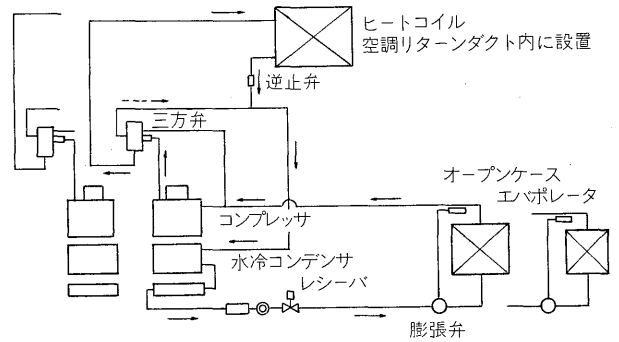 ヒートコイル
空調リターンダクト内に設置
逆止弁
三方弁
オープンケース
エバポレータ
コンプレッサ
水冷コンデンサ
レシーバ
膨張弁